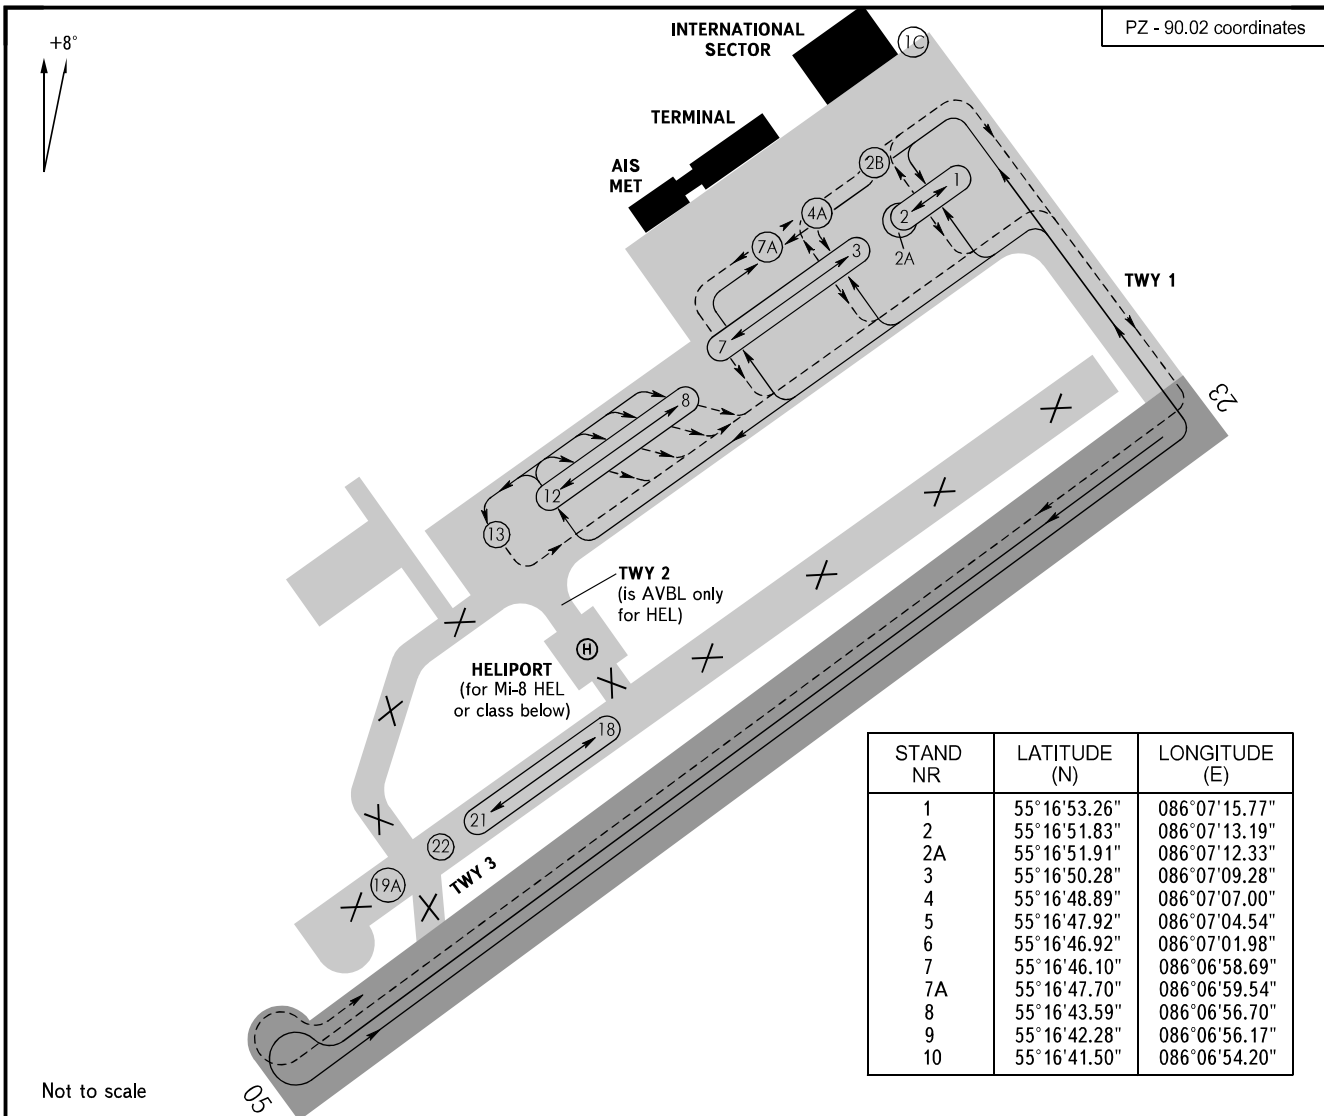 PZ - 90.02 coordinates
+8°
INTERNATIONAL
SECTOR
1C
TERMINAL
AIS
MET
2B
1
4A
2
7A
3
2A
TWY 1
7
23
8
12
13
TWY 2
(is AVBL only
for HEL)
H
HELIPORT
(for Mi-8 HEL
or class below)
18
21
22
TWY 3
19A
05
Not to scale
STAND NR LATITUDE (N) LONGITUDE (E)
1 55°16'53.26" 086°07'15.77"
2 55°16'51.83" 086°07'13.19"
2A 55°16'51.91" 086°07'12.33"
3 55°16'50.28" 086°07'09.28"
4 55°16'48.89" 086°07'07.00"
5 55°16'47.92" 086°07'04.54"
6 55°16'46.92" 086°07'01.98"
7 55°16'46.10" 086°06'58.69"
7A 55°16'47.70" 086°06'59.54"
8 55°16'43.59" 086°06'56.70"
9 55°16'42.28" 086°06'56.17"
10 55°16'41.50" 086°06'54.20"